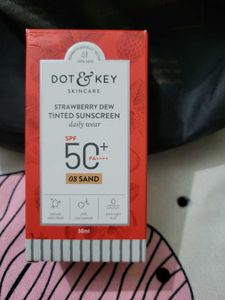 DOT & KEY
SKINCARE
STRAWBERRY DEW
TINTED SUNSCREEN
daily wear
SPF
50+
PA++++
08 SAND
50ml